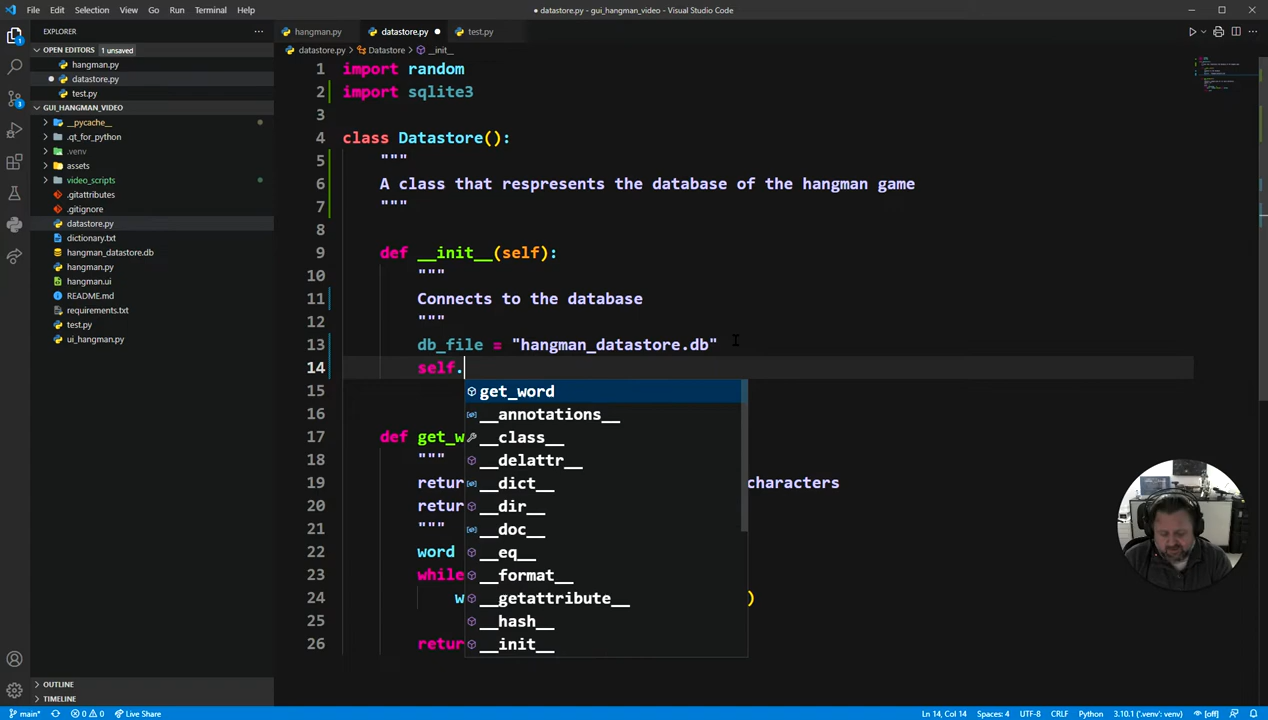 File Edit Selection View Go Run Terminal Help
● datastore.py - gui_hangman_video - Visual Studio Code
EXPLORER
OPEN EDITORS 1 unsaved
hangman.py
datastore.py
test.py
GUI_HANGMAN_VIDEO
__pycache__
.qt_for_python
.venv
assets
video_scripts
.gitattributes
.gitignore
datastore.py
dictionary.txt
hangman_datastore.db
hangman.py
hangman.ui
README.md
requirements.txt
test.py
ui_hangman.py
OUTLINE
TIMELINE
hangman.py datastore.py ● test.py
datastore.py > Datastore > __init__
1 import random
2 import sqlite3
3
4 class Datastore():
5 """
6 A class that respresents the database of the hangman game
7 """
8
9 def __init__(self):
10 """
11 Connects to the database
12 """
13 db_file = "hangman_datastore.db"
14 self.
15 get_word
16 __annotations__
17 def get_w __class__
18 """ __delattr__
19 retur __dict__ characters
20 retur __dir__
21 """ __doc__
22 word __eq__
23 while __format__
24 w __getattribute__ )
25 __hash__
26 retur __init__
main* 0 0 Live Share
Ln 14, Col 14 Spaces: 4 UTF-8 CRLF Python 3.10.1 ('.venv': venv) [off]